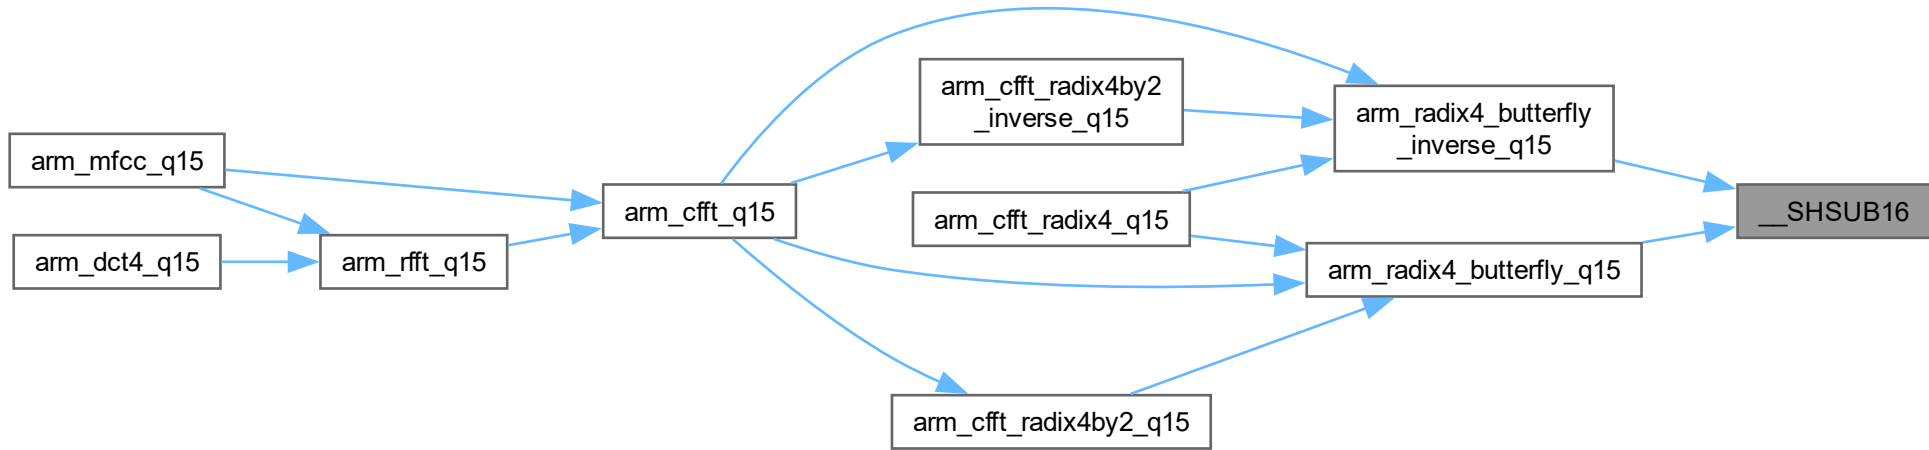 arm_cfft_radix4by2
_inverse_q15
arm_radix4_butterfly
_inverse_q15
arm_mfcc_q15
arm_cfft_q15
arm_cfft_radix4_q15
__SHSUB16
arm_dct4_q15
arm_rfft_q15
arm_radix4_butterfly_q15
arm_cfft_radix4by2_q15